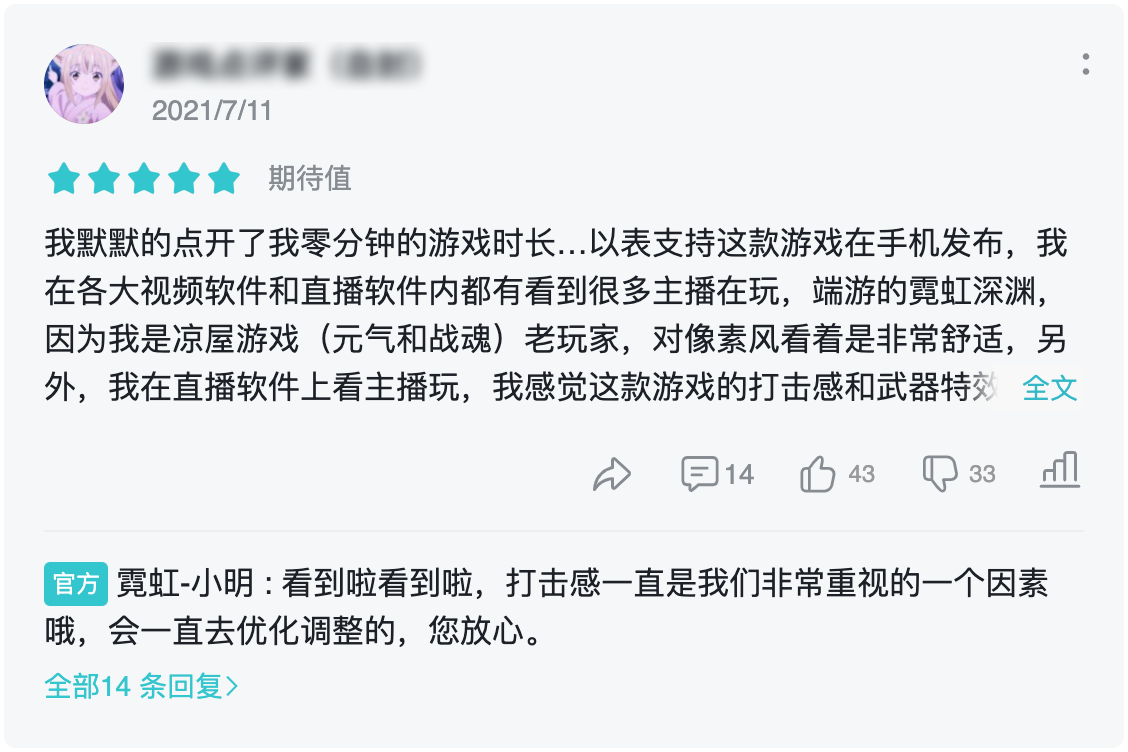 2021/7/11
期待值
我默默的点开了我零分钟的游戏时长…以表支持这款游戏在手机发布，我
在各大视频软件和直播软件内都有看到很多主播在玩，端游的霓虹深渊，
因为我是凉屋游戏（元气和战魂）老玩家，对像素风看着是非常舒适，另
外，我在直播软件上看主播玩，我感觉这款游戏的打击感和武器特效 全文
14 43 33
官方 霓虹-小明 : 看到啦看到啦，打击感一直是我们非常重视的一个因素
哦，会一直去优化调整的，您放心。
全部14 条回复>